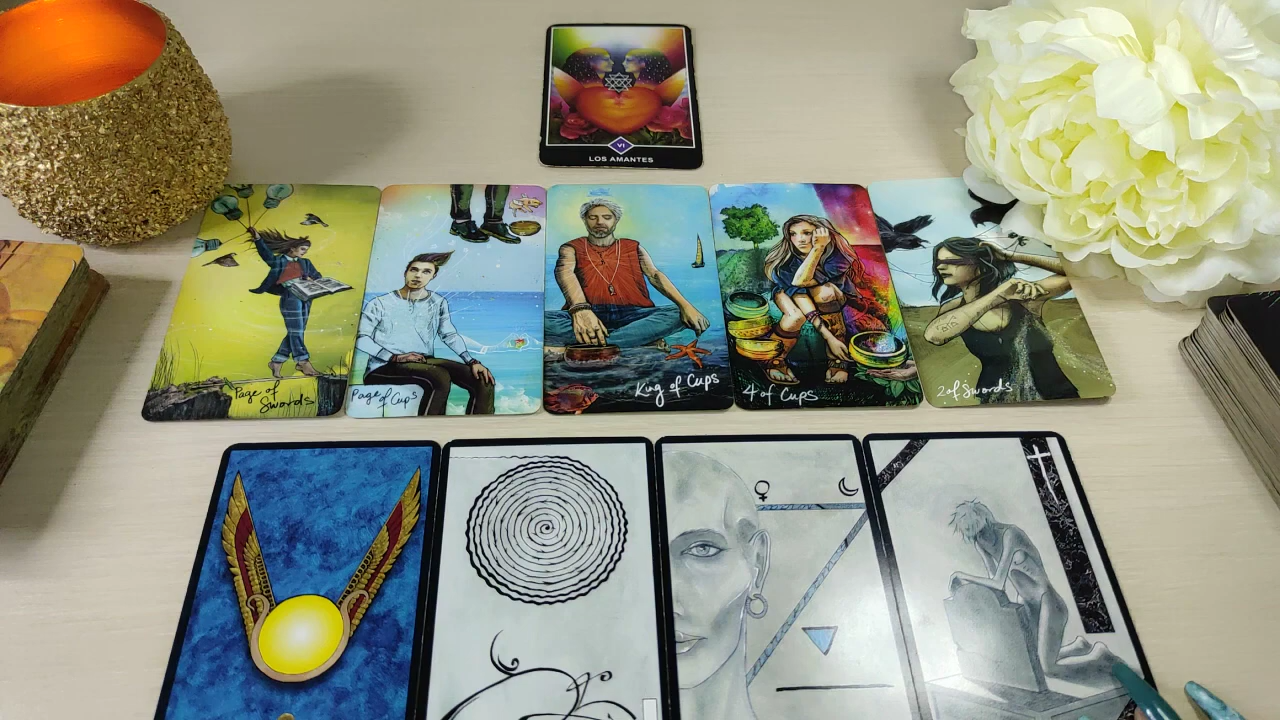 VI
LOS AMANTES
Page of
Swords
Page
of Cups
King of Cups
4 of Cups
2 of Swords